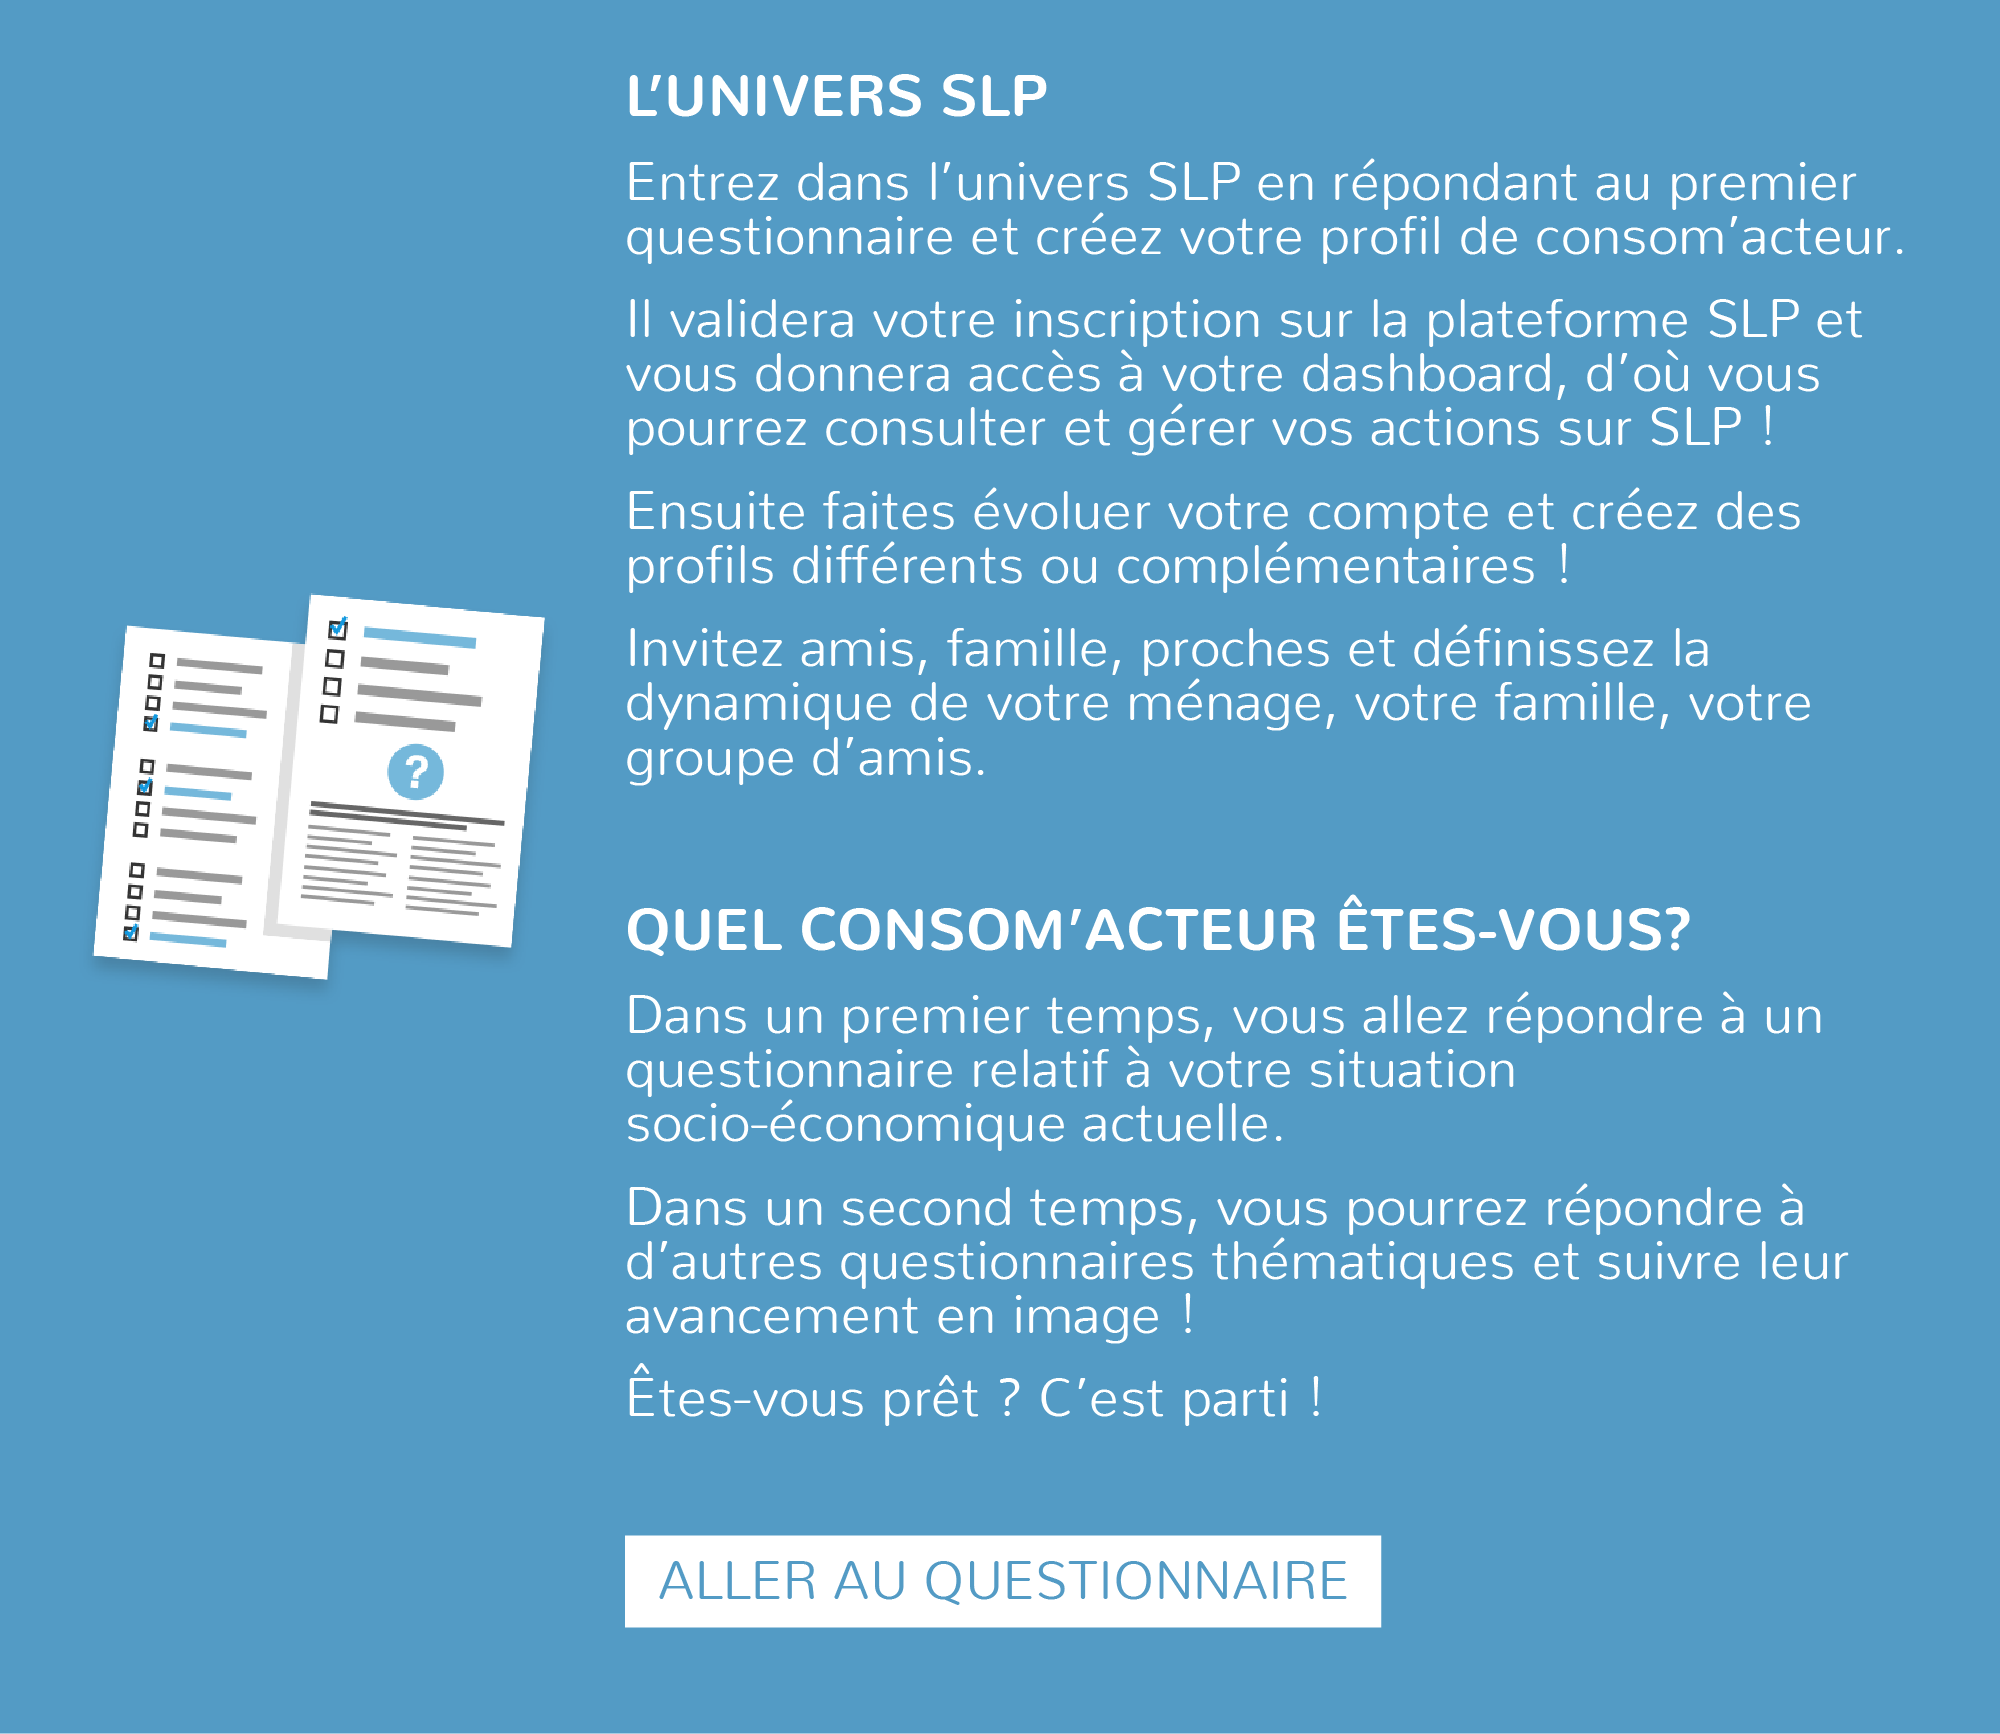 L'UNIVERS SLP
Entrez dans l'univers SLP en répondant au premier
questionnaire et créez votre profil de consom'acteur.
Il validera votre inscription sur la plateforme SLP et
vous donnera accès à votre dashboard, d'où vous
pourrez consulter et gérer vos actions sur SLP !
Ensuite faites évoluer votre compte et créez des
profils différents ou complémentaires !
Invitez amis, famille, proches et définissez la
dynamique de votre ménage, votre famille, votre
groupe d'amis.
?
QUEL CONSOM'ACTEUR ÊTES-VOUS?
Dans un premier temps, vous allez répondre à un
questionnaire relatif à votre situation
socio-économique actuelle.
Dans un second temps, vous pourrez répondre à
d'autres questionnaires thématiques et suivre leur
avancement en image !
Êtes-vous prêt ? C'est parti !
ALLER AU QUESTIONNAIRE